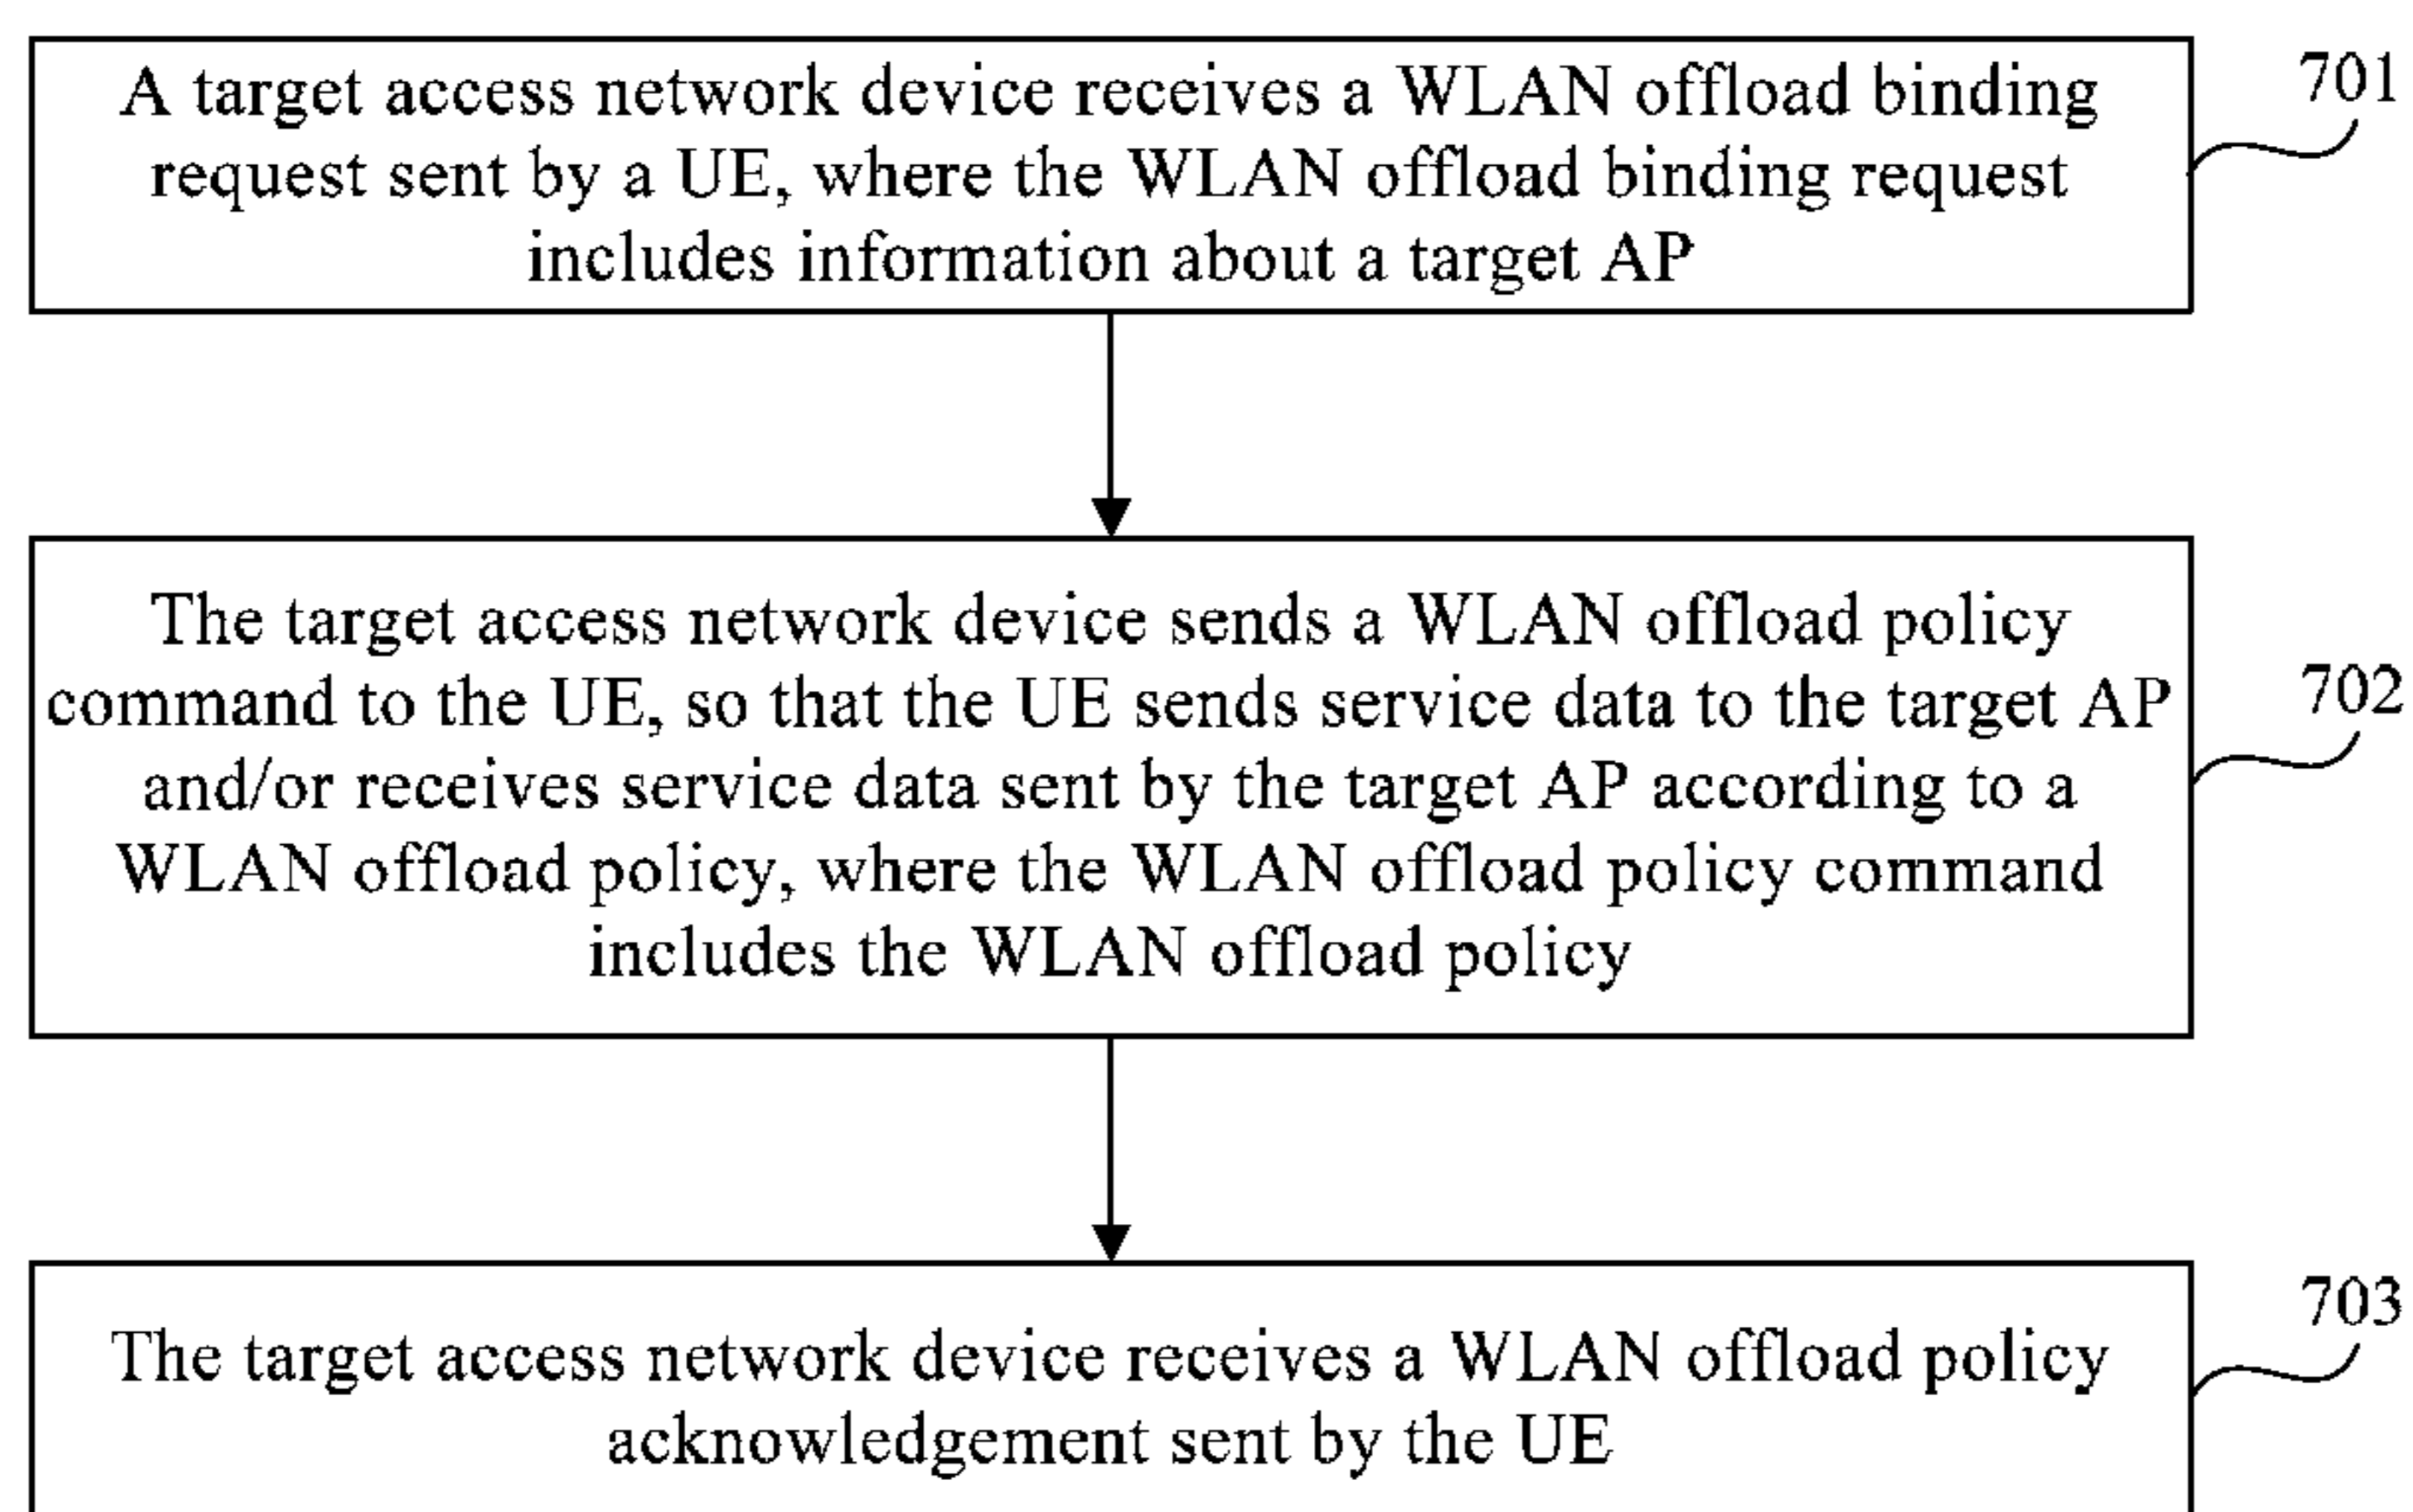 A target access network device receives a WLAN offload binding
request sent by a UE, where the WLAN offload binding request
includes information about a target AP
701
The target access network device sends a WLAN offload policy
command to the UE, so that the UE sends service data to the target AP
and/or receives service data sent by the target AP according to a
WLAN offload policy, where the WLAN offload policy command
includes the WLAN offload policy
702
The target access network device receives a WLAN offload policy
acknowledgement sent by the UE
703